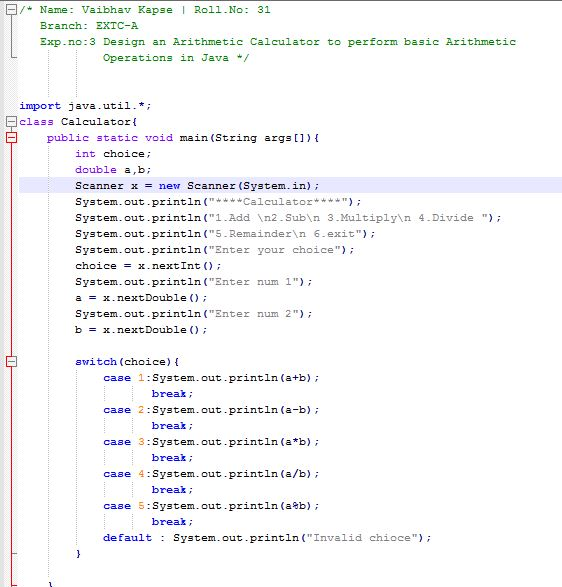 /* Name: Vaibhav Kapse | Roll.No: 31
Branch: EXTC-A
Exp.no:3 Design an Arithmetic Calculator to perform basic Arithmetic
Operations in Java */
import java.util.*;
class Calculator{
public static void main(String args[]){
int choice;
double a,b;
Scanner x = new Scanner(System.in);
System.out.println("****Calculator****");
System.out.println("1.Add \n2.Sub\n 3.Multiply\n 4.Divide ");
System.out.println("5.Remainder\n 6.exit");
System.out.println("Enter your choice");
choice = x.nextInt();
System.out.println("Enter num 1");
a = x.nextDouble();
System.out.println("Enter num 2");
b = x.nextDouble();
switch(choice){
case 1:System.out.println(a+b);
break;
case 2:System.out.println(a-b);
break;
case 3:System.out.println(a*b);
break;
case 4:System.out.println(a/b);
break;
case 5:System.out.println(a%b);
break;
default : System.out.println("Invalid chioce");
}
}